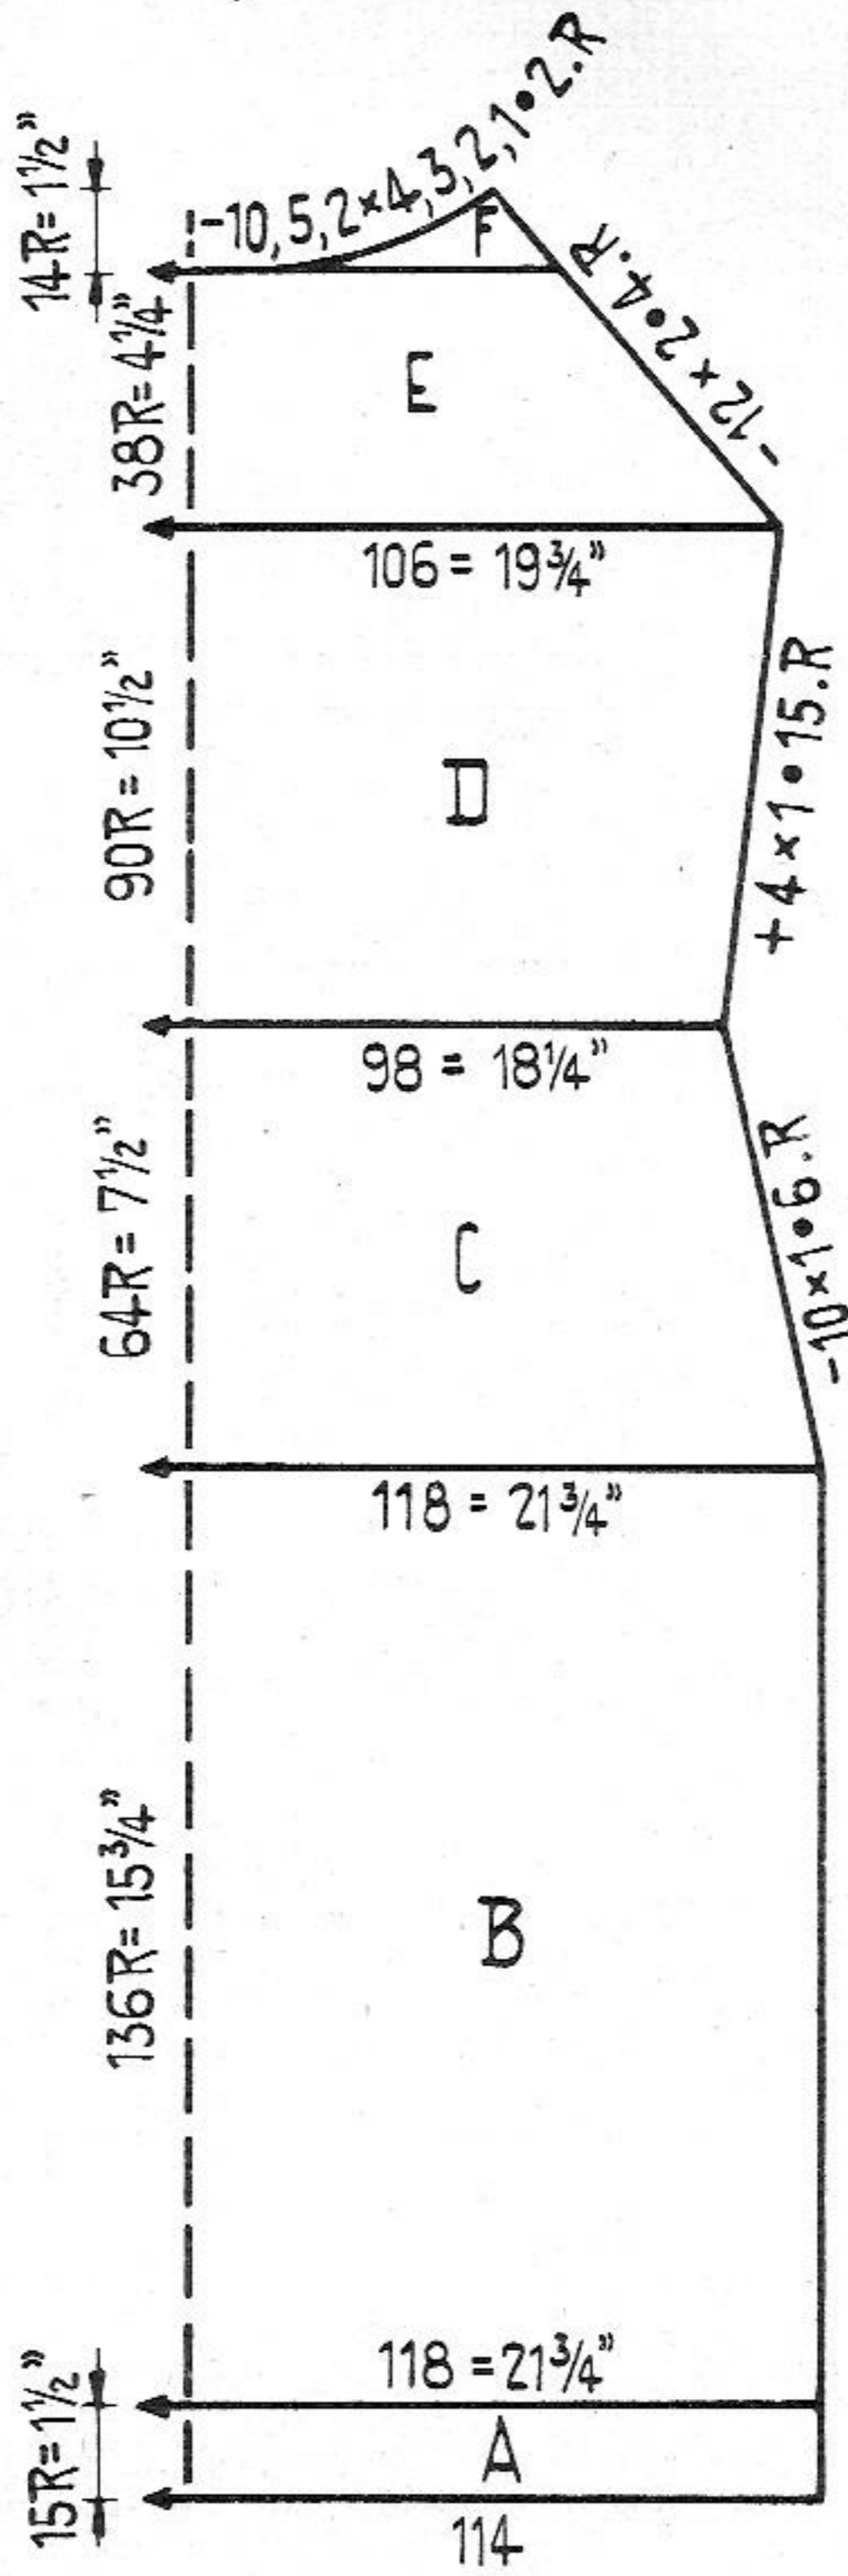 -10,5,2×4,3,2,1•2.R
14R = 1½"
F
-12×2•4.R
38R = 4¼"
E
106 = 19¾"
90R = 10½"
D
+4×1•15.R
98 = 18¼"
64R = 7½"
C
-10×1•6.R
118 = 21¾"
136R = 15¾"
B
118 = 21¾"
15R = 1½"
A
114